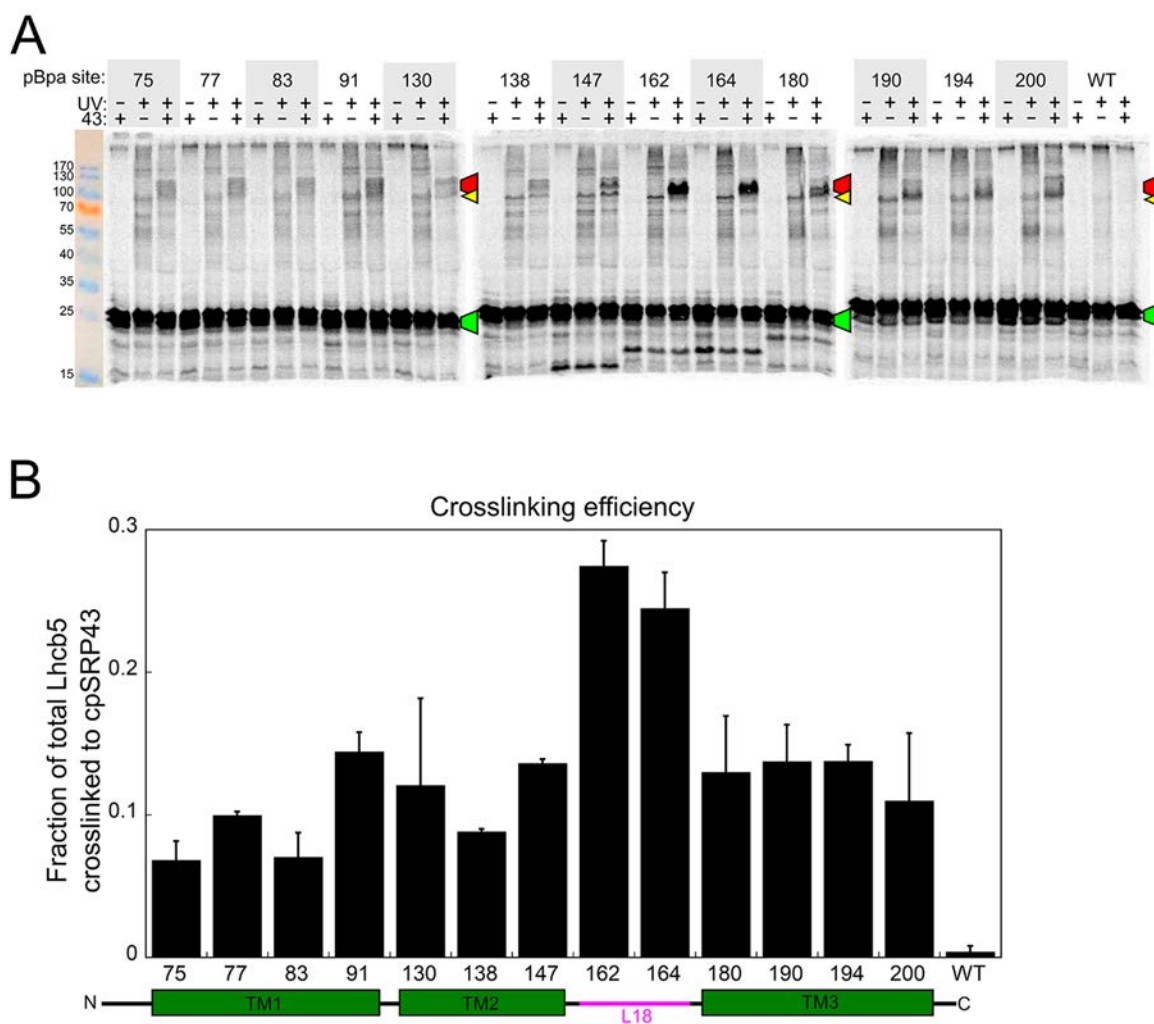 A
pBpa site: 75 77 83 91 130 138 147 162 164 180 190 194 200 WT
UV: - + + - + + - + + - + + - + + - + + - + + - + + - + + - + + - + + - + + - + + - + +
43: + - + + - + + - + + - + + - + + - + + - + + - + + - + + - + + - + + - + + - + + - +
170
130
100
70
55
40
35
25
15
B
Crosslinking efficiency
Fraction of total Lhcb5
crosslinked to cpSRP43
0.3
0.2
0.1
0
75 77 83 91 130 138 147 162 164 180 190 194 200 WT
N TM1 TM2 L18 TM3 C